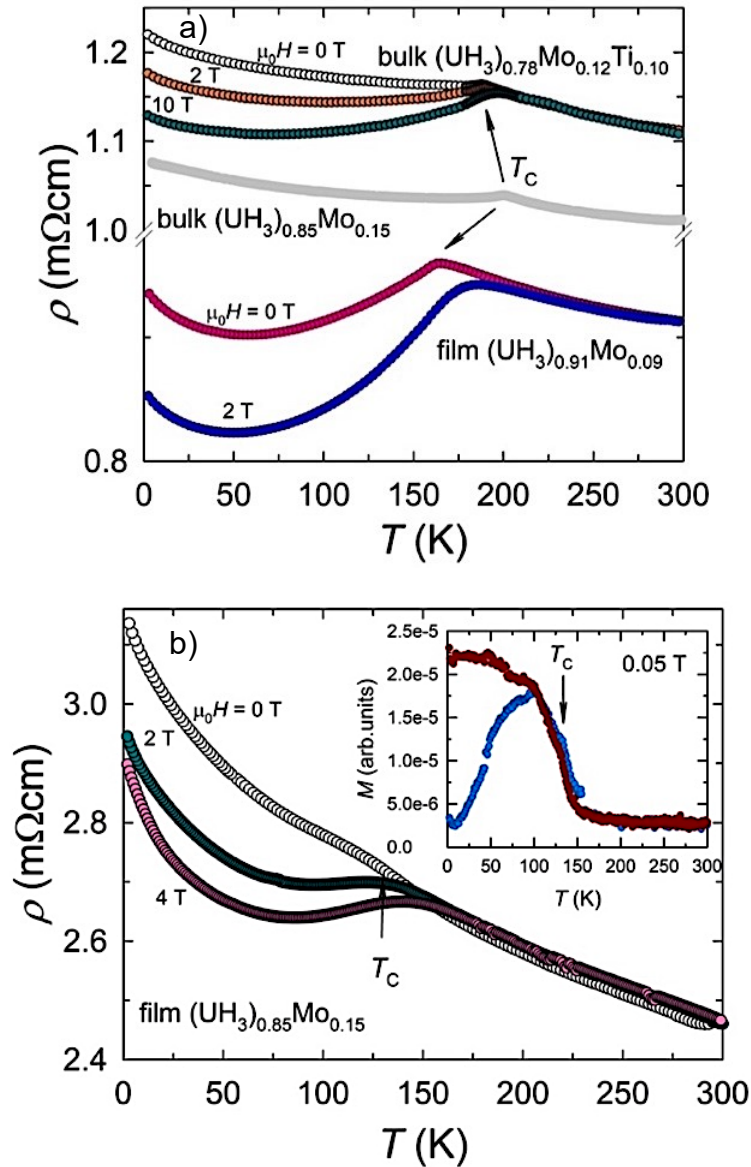 a)
μ₀H = 0 T
bulk (UH₃)₀.₇₈Mo₀.₁₂Ti₀.₁₀
2 T
10 T
T_C
bulk (UH₃)₀.₈₅Mo₀.₁₅
μ₀H = 0 T
film (UH₃)₀.₉₁Mo₀.₀₉
2 T
1.2
1.1
1.0
0.8
ρ (mΩcm)
0 50 100 150 200 250 300
T (K)
b)
μ₀H = 0 T
2 T
4 T
T_C
film (UH₃)₀.₈₅Mo₀.₁₅
3.0
2.8
2.6
2.4
ρ (mΩcm)
2.5e-5
2.0e-5
1.5e-5
1.0e-5
5.0e-6
0.0
M (arb.units)
T_C
0.05 T
0 50 100 150 200 250 300
T (K)
0 50 100 150 200 250 300
T (K)